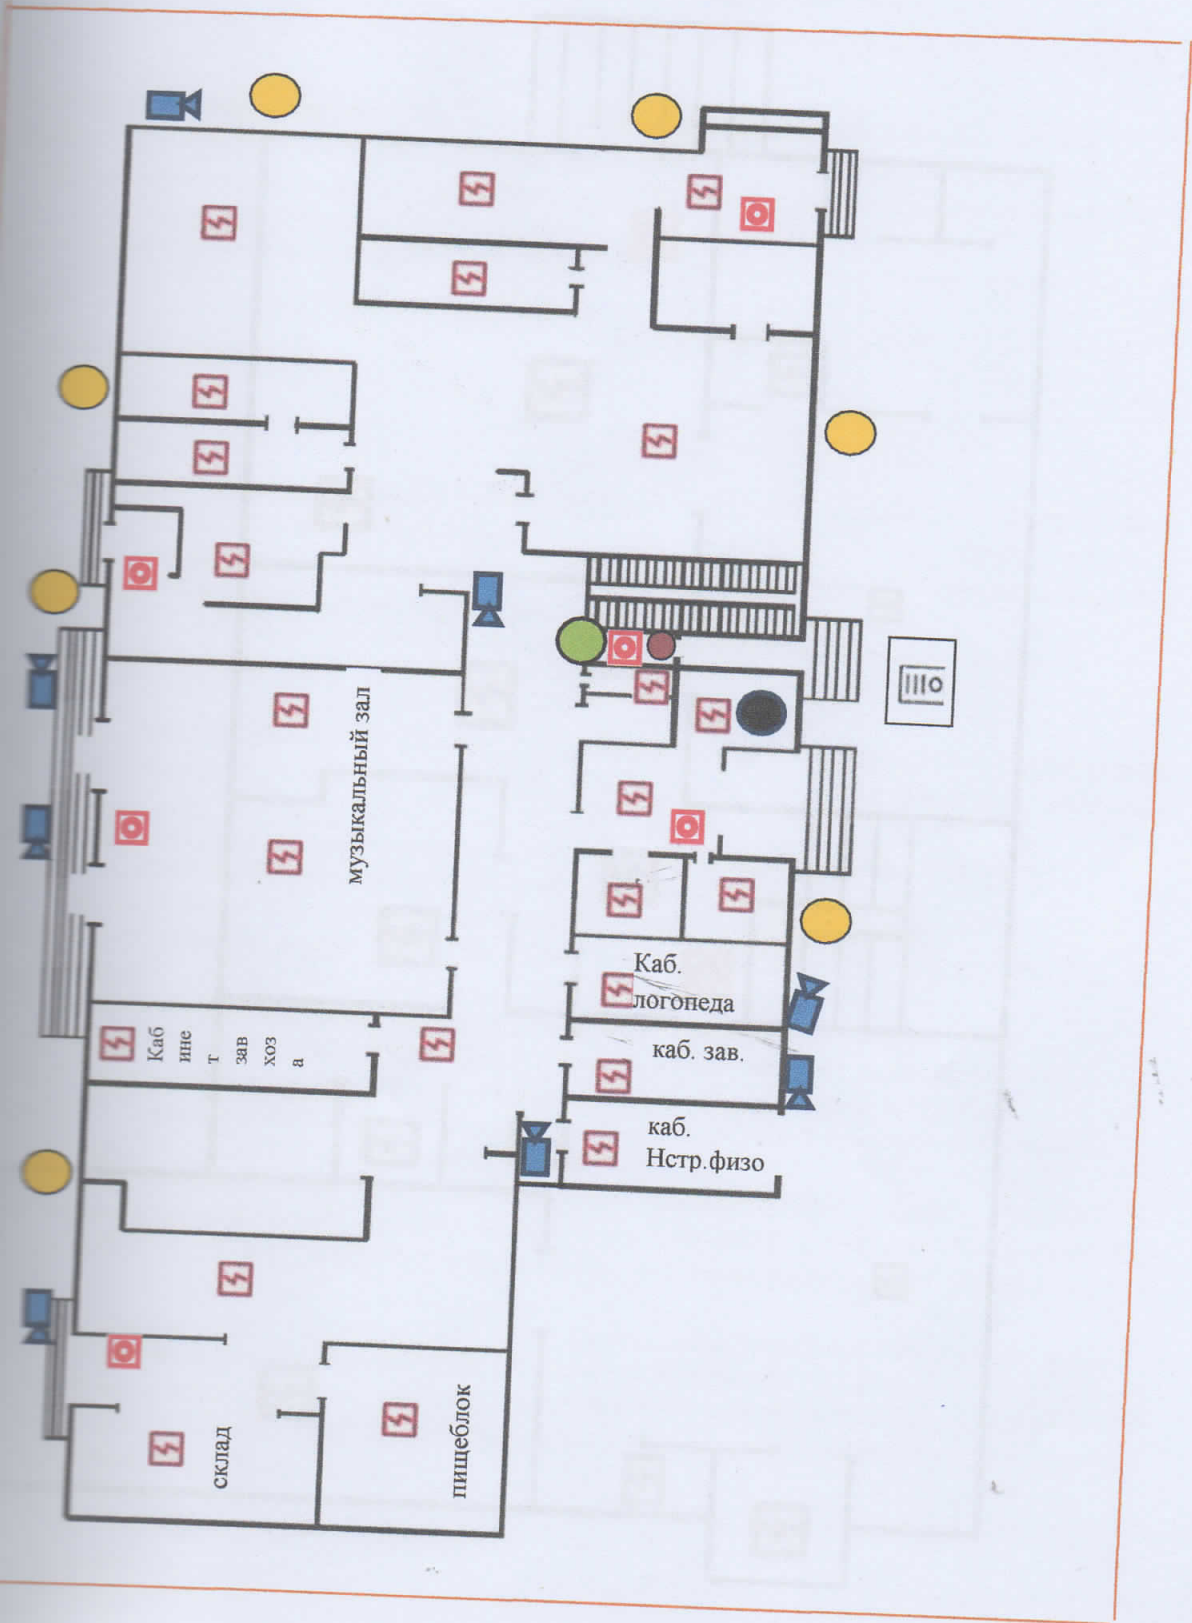 музыкальный зал
Каб
ине
т
зав
хоз
а
Каб.
логопеда
каб. зав.
каб.
Нстр.физо
склад
пищеблок